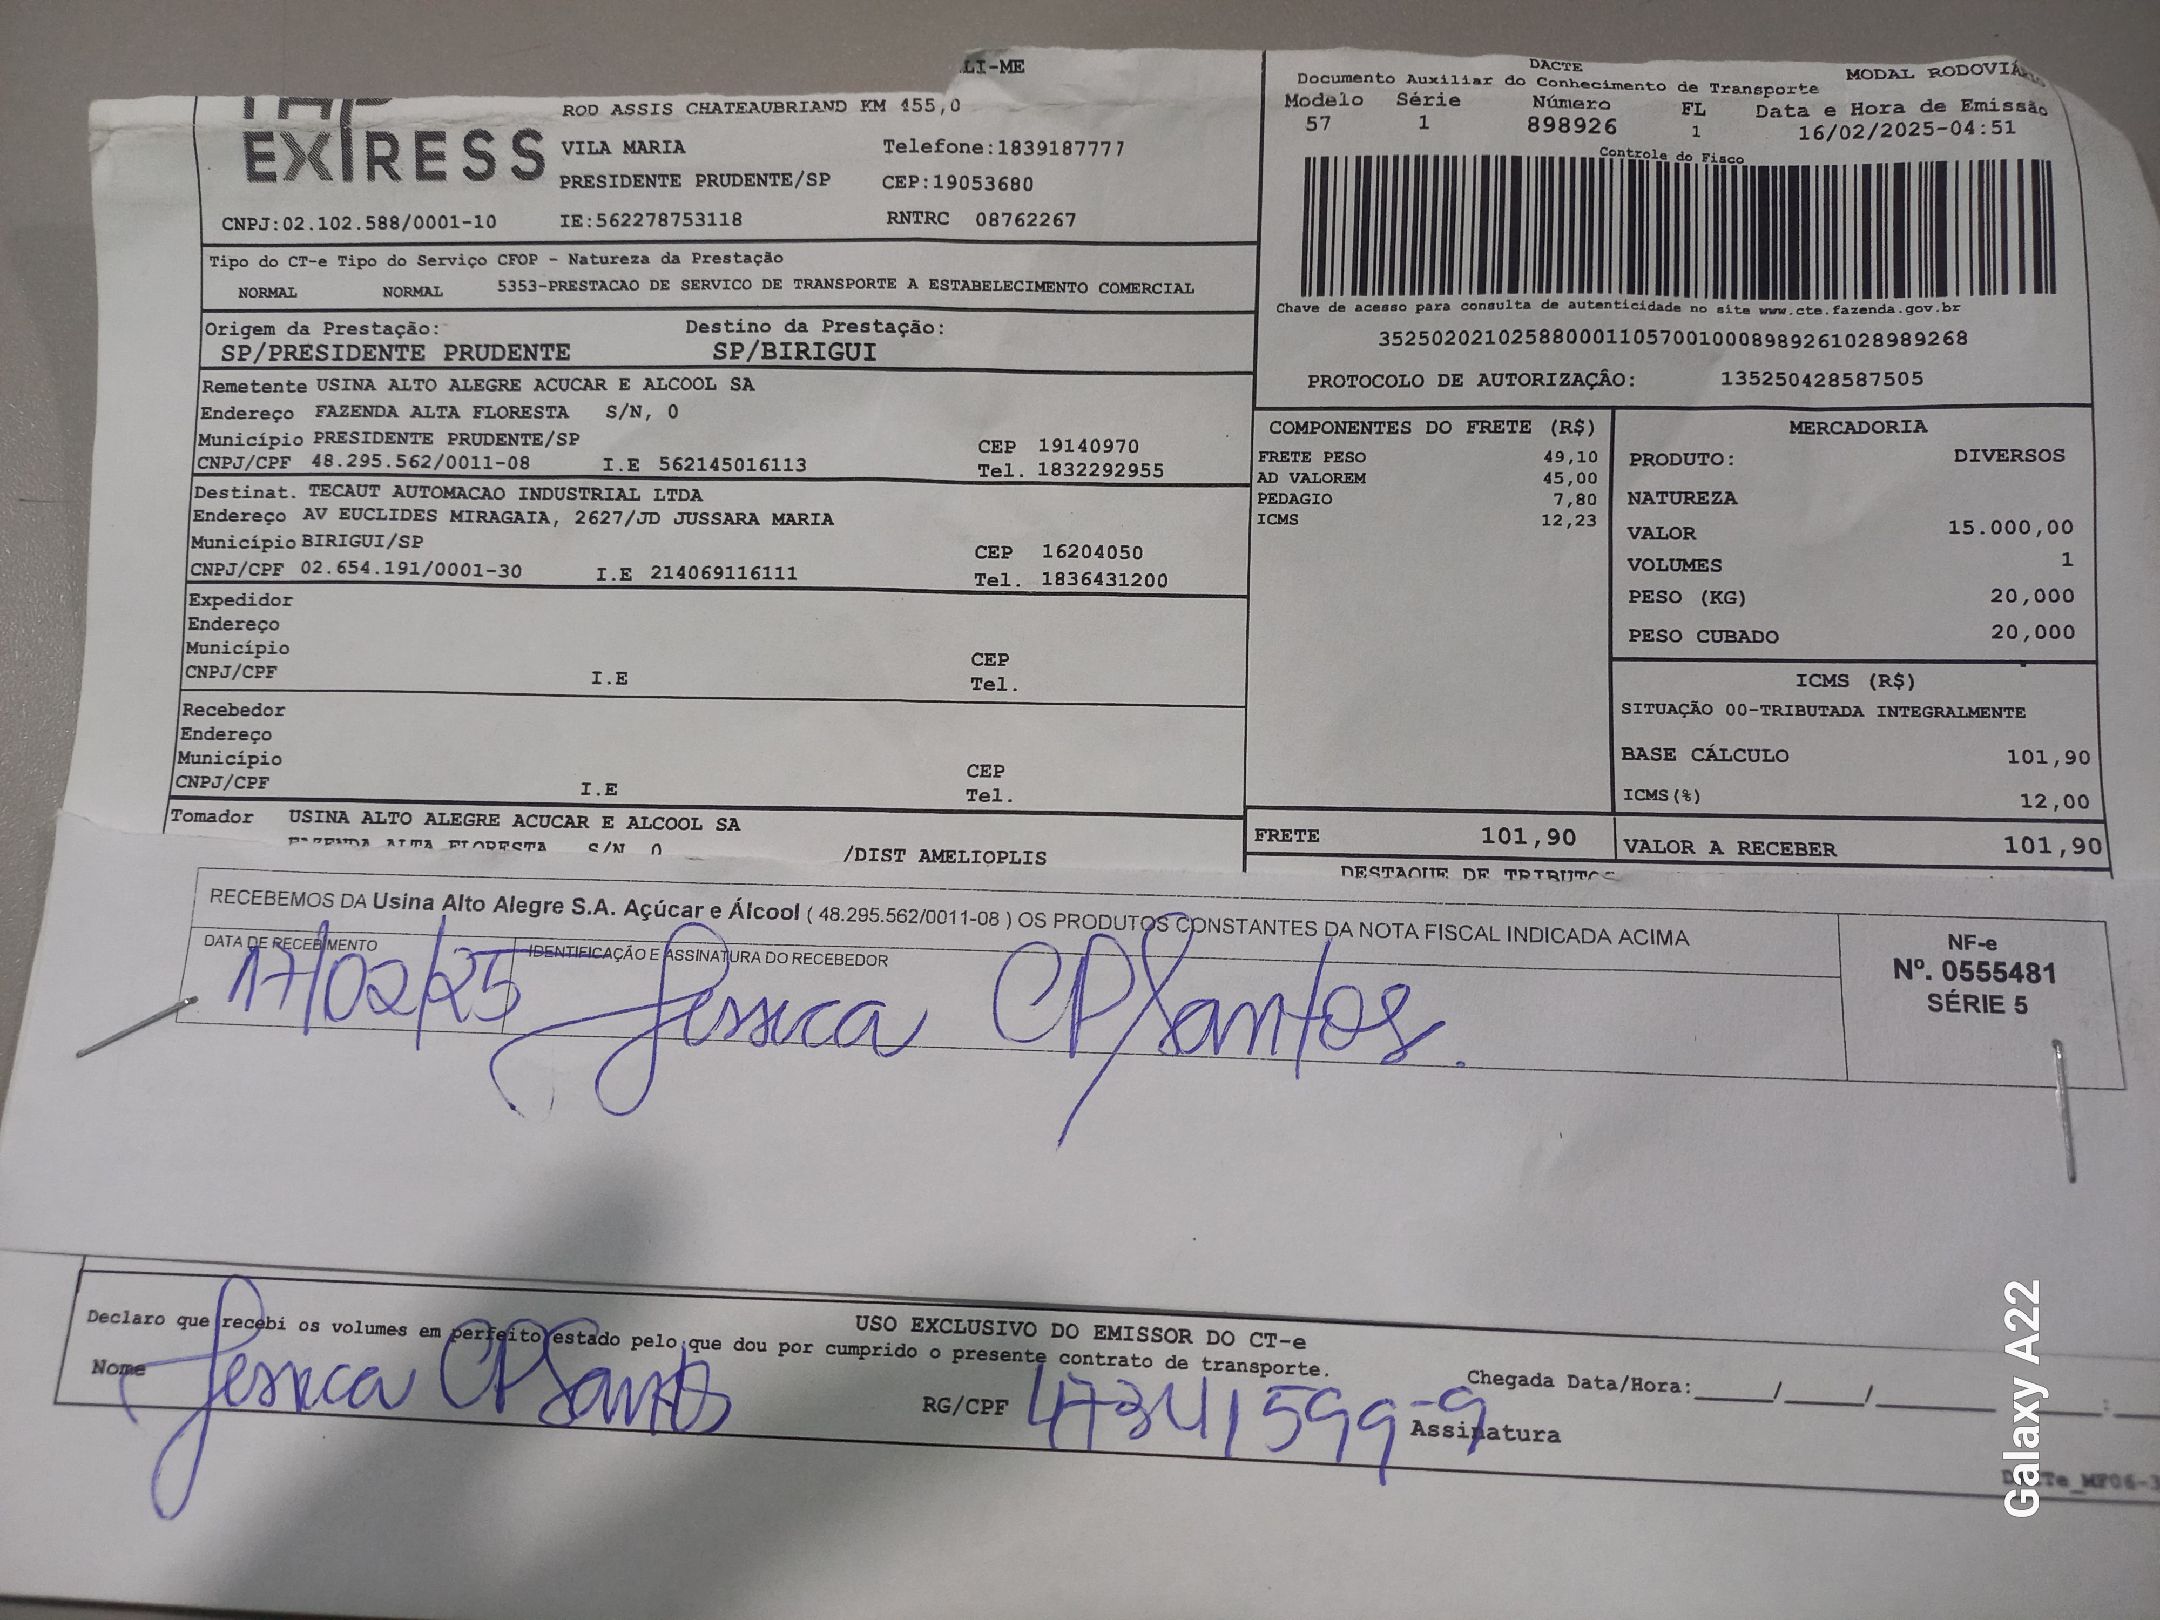 LI-ME
EXPRESS
ROD ASSIS CHATEAUBRIAND KM 455,0
VILA MARIA Telefone:1839187777
PRESIDENTE PRUDENTE/SP CEP:19053680
CNPJ:02.102.588/0001-10 IE:562278753118 RNTRC 08762267
DACTE MODAL RODOVIÁ
Documento Auxiliar do Conhecimento de Transporte
Modelo Série Número FL Data e Hora de Emissão
57 1 898926 1 16/02/2025-04:51
Controle do Fisco
Chave de acesso para consulta de autenticidade no site www.cte.fazenda.gov.br
35250202102588000110570010008989261028989268
PROTOCOLO DE AUTORIZAÇÃO: 135250428587505
Tipo do CT-e Tipo do Serviço CFOP - Natureza da Prestação
NORMAL NORMAL 5353-PRESTACAO DE SERVICO DE TRANSPORTE A ESTABELECIMENTO COMERCIAL
Origem da Prestação: Destino da Prestação:
SP/PRESIDENTE PRUDENTE SP/BIRIGUI
Remetente USINA ALTO ALEGRE ACUCAR E ALCOOL SA
Endereço FAZENDA ALTA FLORESTA S/N, 0
Município PRESIDENTE PRUDENTE/SP CEP 19140970
CNPJ/CPF 48.295.562/0011-08 I.E 562145016113 Tel. 1832292955
Destinat. TECAUT AUTOMACAO INDUSTRIAL LTDA
Endereço AV EUCLIDES MIRAGAIA, 2627/JD JUSSARA MARIA
Município BIRIGUI/SP CEP 16204050
CNPJ/CPF 02.654.191/0001-30 I.E 214069116111 Tel. 1836431200
Expedidor
Endereço
Município CEP
CNPJ/CPF I.E Tel.
Recebedor
Endereço
Município CEP
CNPJ/CPF I.E Tel.
Tomador USINA ALTO ALEGRE ACUCAR E ALCOOL SA
FAZENDA ALTA FLORESTA S/N 0 /DIST AMELIOPLIS
COMPONENTES DO FRETE (R$)
FRETE PESO 49,10
AD VALOREM 45,00
PEDAGIO 7,80
ICMS 12,23
FRETE 101,90
MERCADORIA
PRODUTO: DIVERSOS
NATUREZA
VALOR 15.000,00
VOLUMES 1
PESO (KG) 20,000
PESO CUBADO 20,000
ICMS (R$)
SITUAÇÃO 00-TRIBUTADA INTEGRALMENTE
BASE CÁLCULO 101,90
ICMS(%) 12,00
VALOR A RECEBER 101,90
DESTAQUE DE TRIBUTOS
RECEBEMOS DA Usina Alto Alegre S.A. Açúcar e Álcool ( 48.295.562/0011-08 ) OS PRODUTOS CONSTANTES DA NOTA FISCAL INDICADA ACIMA
DATA DE RECEBIMENTO IDENTIFICAÇÃO E ASSINATURA DO RECEBEDOR
17/02/25 Jessica CP Santos.
NF-e
Nº. 0555481
SÉRIE 5
USO EXCLUSIVO DO EMISSOR DO CT-e
Declaro que recebi os volumes em perfeito estado pelo que dou por cumprido o presente contrato de transporte.
Nome Jessica CP Santos RG/CPF 47341599-9 Chegada Data/Hora:_____/_____/_______ ____:
Assinatura
Galaxy A22